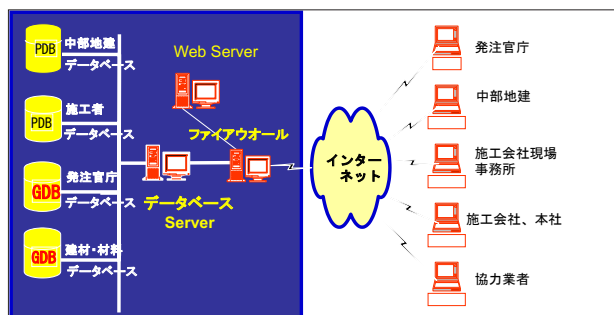 PDB
中部地建
データベース
PDB
施工者
データベース
GDB
発注官庁
データベース
GDB
建材・材料
データベース
Web Server
ファイアウオール
データベース
Server
インター
ネット
発注官庁
中部地建
施工会社現場
事務所
施工会社、本社
協力業者